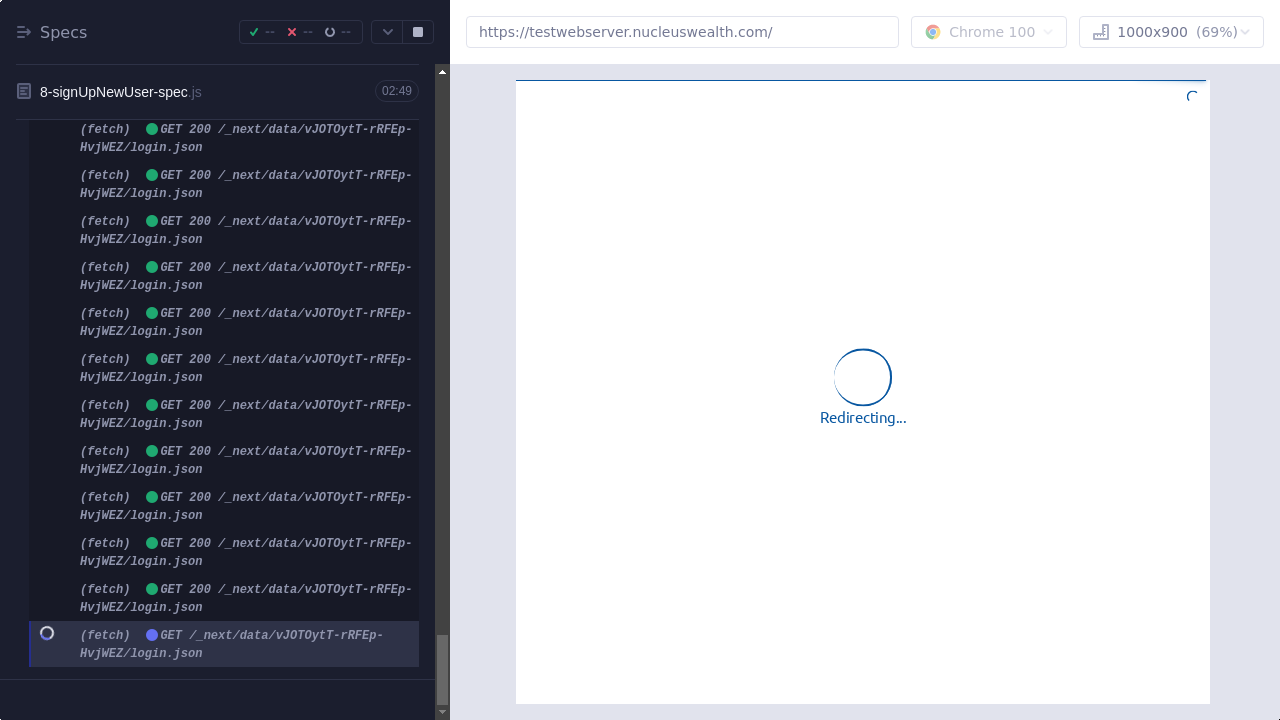 Specs
--
--
--
https://testwebserver.nucleuswealth.com/
Chrome 100
1000x900 (69%)
8-signUpNewUser-spec.js
02:49
(fetch) GET 200 /_next/data/vJOTOytT-rRFEp-
HvjWEZ/login.json
(fetch) GET 200 /_next/data/vJOTOytT-rRFEp-
HvjWEZ/login.json
(fetch) GET 200 /_next/data/vJOTOytT-rRFEp-
HvjWEZ/login.json
(fetch) GET 200 /_next/data/vJOTOytT-rRFEp-
HvjWEZ/login.json
(fetch) GET 200 /_next/data/vJOTOytT-rRFEp-
HvjWEZ/login.json
(fetch) GET 200 /_next/data/vJOTOytT-rRFEp-
HvjWEZ/login.json
(fetch) GET 200 /_next/data/vJOTOytT-rRFEp-
HvjWEZ/login.json
(fetch) GET 200 /_next/data/vJOTOytT-rRFEp-
HvjWEZ/login.json
(fetch) GET 200 /_next/data/vJOTOytT-rRFEp-
HvjWEZ/login.json
(fetch) GET 200 /_next/data/vJOTOytT-rRFEp-
HvjWEZ/login.json
(fetch) GET 200 /_next/data/vJOTOytT-rRFEp-
HvjWEZ/login.json
(fetch) GET /_next/data/vJOTOytT-rRFEp-
HvjWEZ/login.json
Redirecting...